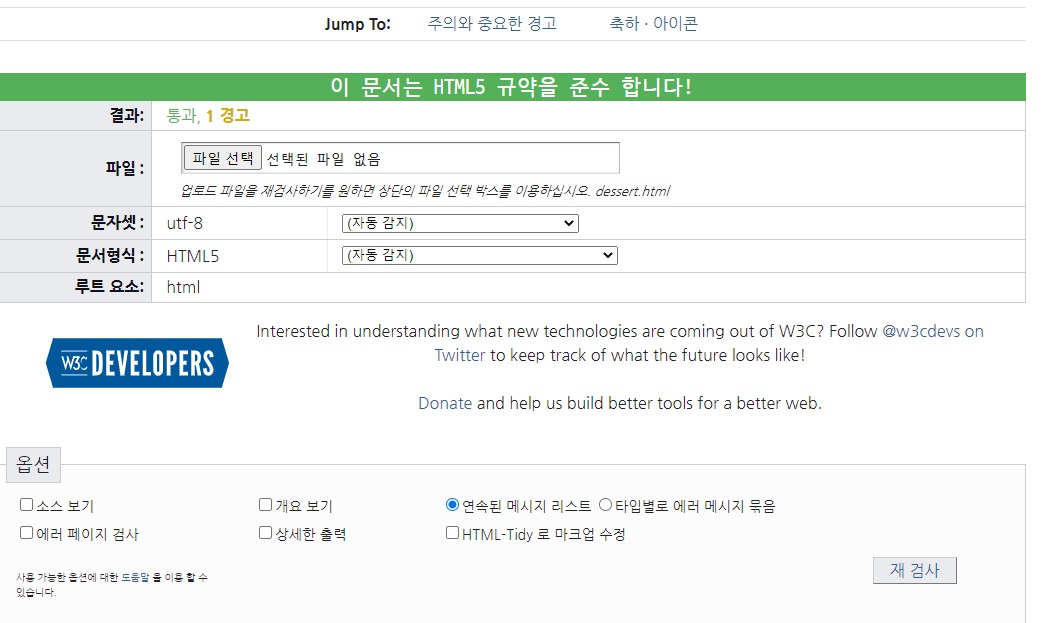 Jump To: 주의와 중요한 경고 축하 · 아이콘
이 문서는 HTML5 규약을 준수 합니다!
결과: 통과, 1 경고
파일 : 파일 선택 선택된 파일 없음
업로드 파일을 재검사하기를 원하면 상단의 파일 선택 박스를 이용하십시오. dessert.html
문자셋 : utf-8 (자동 감지)
문서형식 : HTML5 (자동 감지)
루트 요소: html
W3C DEVELOPERS
Interested in understanding what new technologies are coming out of W3C? Follow @w3cdevs on
Twitter to keep track of what the future looks like!
Donate and help us build better tools for a better web.
옵션
소스 보기 개요 보기 연속된 메시지 리스트 타입별로 에러 메시지 묶음
에러 페이지 검사 상세한 출력 HTML-Tidy 로 마크업 수정
사용 가능한 옵션에 대한 도움말 을 이용 할 수
있습니다.
재 검사